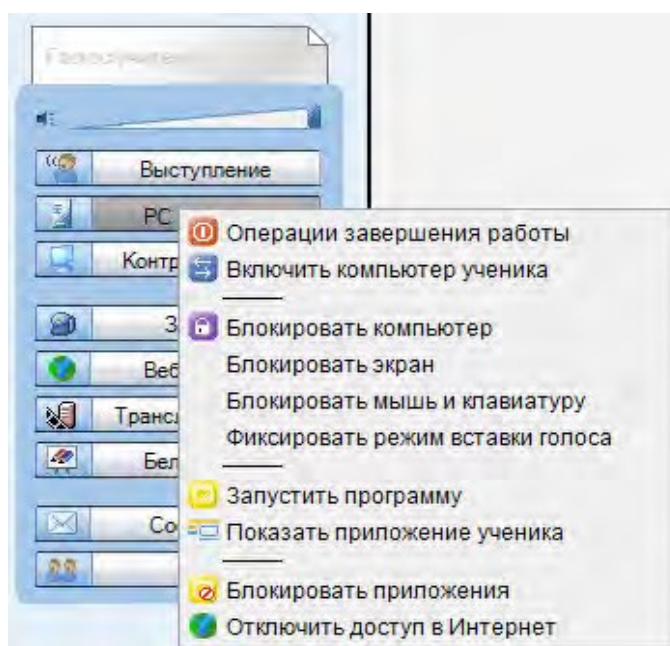 Выступление
PC
Контр
З
Веб
Трансл
Бел
Со
Операции завершения работы
Включить компьютер ученика
Блокировать компьютер
Блокировать экран
Блокировать мышь и клавиатуру
Фиксировать режим вставки голоса
Запустить программу
Показать приложение ученика
Блокировать приложения
Отключить доступ в Интернет